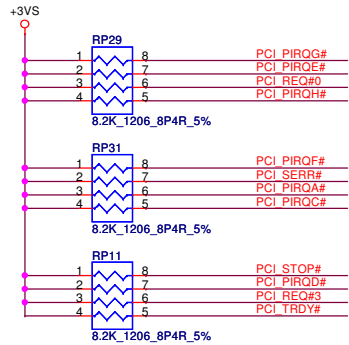 +3VS
RP29
1 8 PCI_PIRQG#
2 7 PCI_PIRQE#
3 6 PCI_REQ#0
4 5 PCI_PIRQH#
8.2K_1206_8P4R_5%
RP31
1 8 PCI_PIRQF#
2 7 PCI_SERR#
3 6 PCI_PIRQA#
4 5 PCI_PIRQC#
8.2K_1206_8P4R_5%
RP11
1 8 PCI_STOP#
2 7 PCI_PIRQD#
3 6 PCI_REQ#3
4 5 PCI_TRDY#
8.2K_1206_8P4R_5%